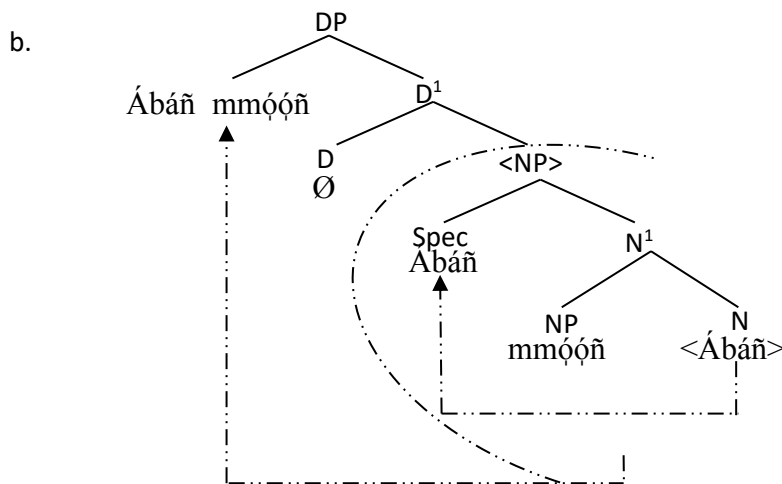 DP
b.
Ábáñ mmọ́ọ́ñ
D¹
D
<NP>
Ø
Spec
N¹
Ábáñ
NP
N
mmọ́ọ́ñ
<Ábáñ>